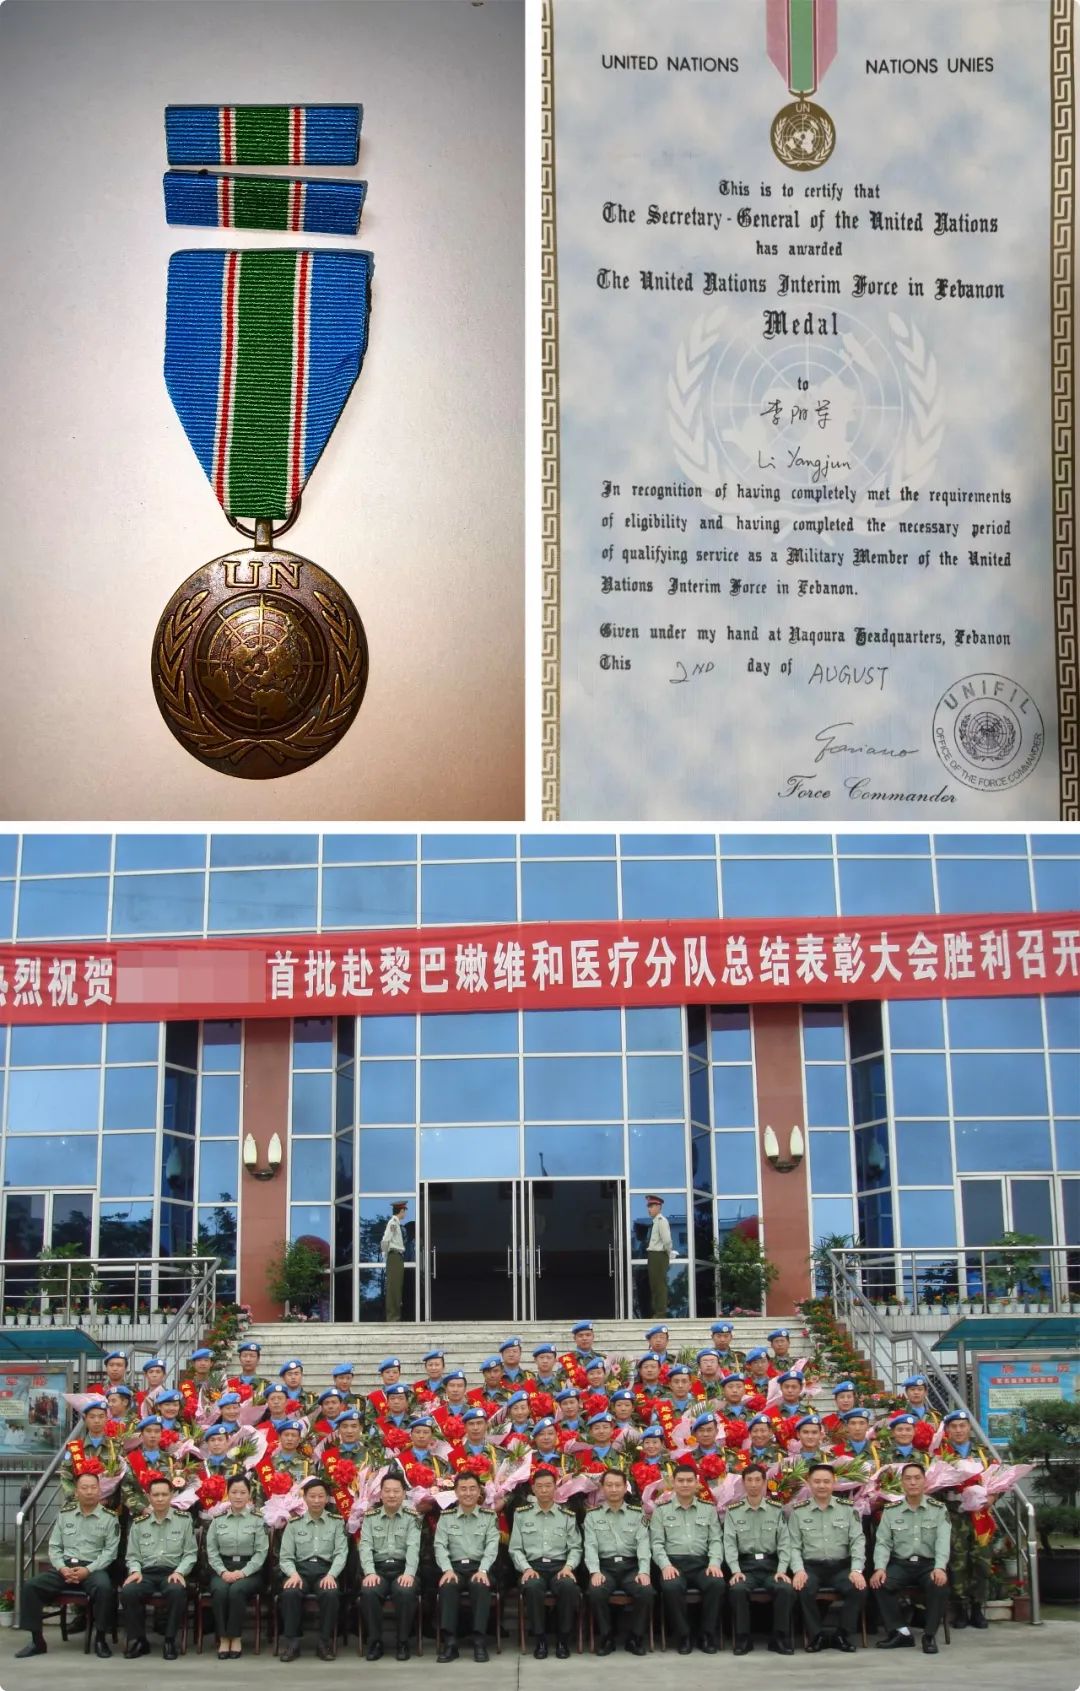 UN
UNITED NATIONS
NATIONS UNIES
UN
This is to certify that
The Secretary-General of the United Nations
has awarded
The United Nations Interim Force in Lebanon
Medal
to
李阳军
Li Yangjun
In recognition of having completely met the requirements
of eligibility and having completed the necessary period
of qualifying service as a Military Member of the United
Nations Interim Force in Lebanon.
Given under my hand at Naqoura Headquarters, Lebanon
This 2ND day of AUGUST
UNIFIL
OFFICE OF THE FORCE COMMANDER
Force Commander
热烈祝贺
首批赴黎巴嫩维和医疗分队总结表彰大会胜利召开